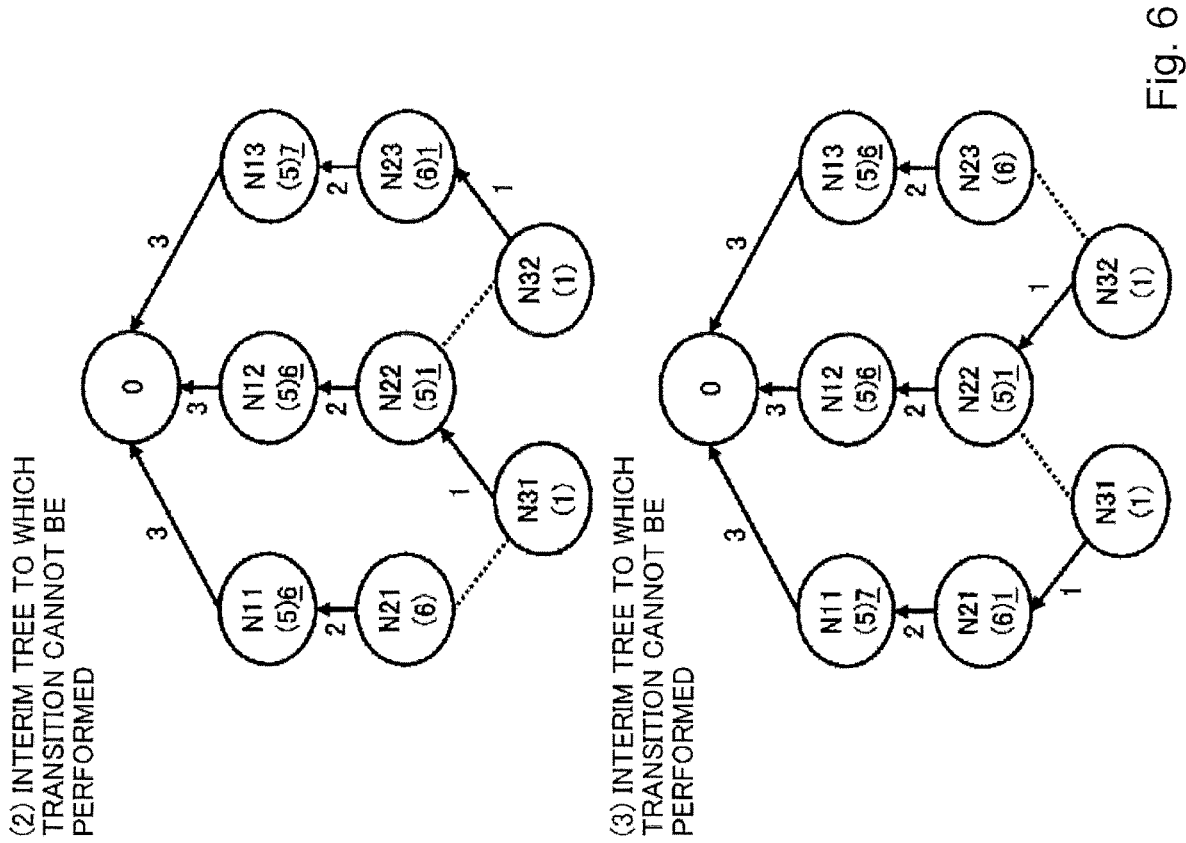 (2) INTERIM TREE TO WHICH
TRANSITION CANNOT BE
PERFORMED
0
3
3
3
N11
(5)6
N12
(5)6
N13
(5)7
2
2
2
N21
(6)
N22
(5)1
N23
(6)1
1
1
N31
(1)
N32
(1)
(3) INTERIM TREE TO WHICH
TRANSITION CANNOT BE
PERFORMED
0
3
3
3
N11
(5)7
N12
(5)6
N13
(5)6
2
2
2
N21
(6)1
N22
(5)1
N23
(6)
1
1
N31
(1)
N32
(1)
Fig. 6